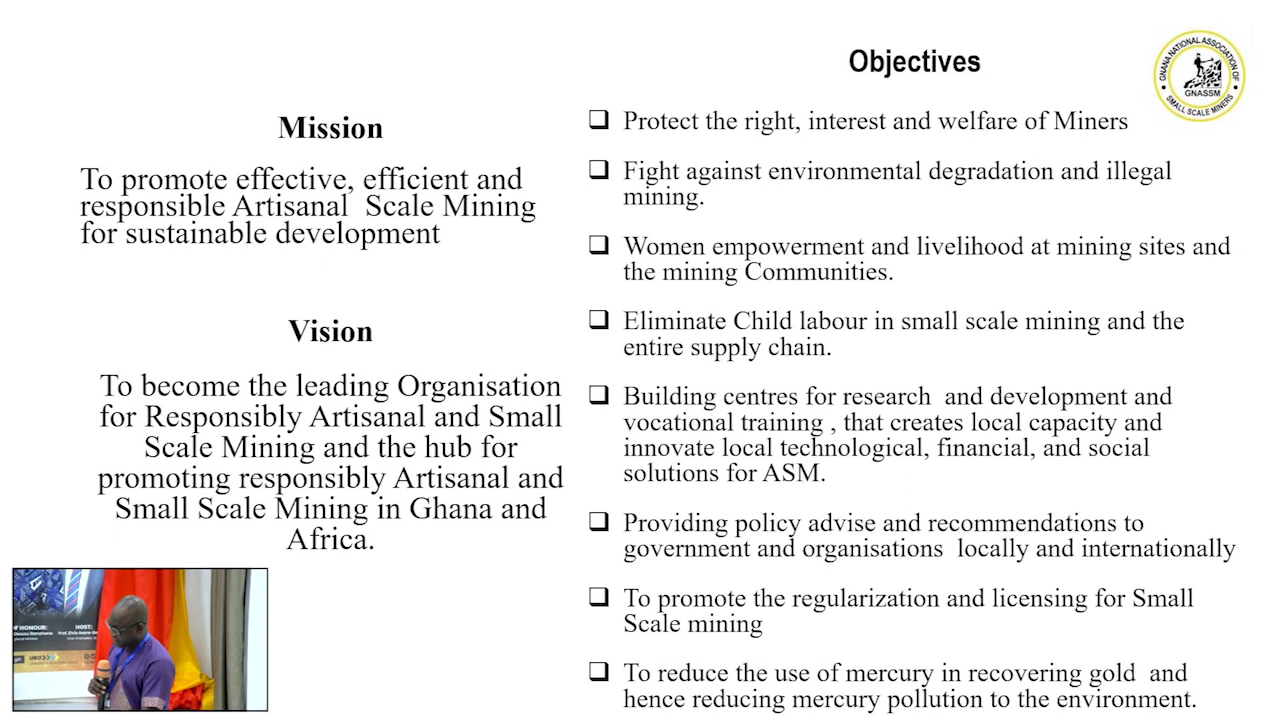 Objectives
GHANA NATIONAL ASSOCIATION OF
GNASSM
SMALL SCALE MINERS
Mission
To promote effective, efficient and
responsible Artisanal Scale Mining
for sustainable development
Vision
To become the leading Organisation
for Responsibly Artisanal and Small
Scale Mining and the hub for
promoting responsibly Artisanal and
Small Scale Mining in Ghana and
Africa.
❑ Protect the right, interest and welfare of Miners
❑ Fight against environmental degradation and illegal
mining.
❑ Women empowerment and livelihood at mining sites and
the mining Communities.
❑ Eliminate Child labour in small scale mining and the
entire supply chain.
❑ Building centres for research and development and
vocational training , that creates local capacity and
innovate local technological, financial, and social
solutions for ASM.
❑ Providing policy advise and recommendations to
government and organisations locally and internationally
❑ To promote the regularization and licensing for Small
Scale mining
❑ To reduce the use of mercury in recovering gold and
hence reducing mercury pollution to the environment.
HONOUR:
HOST: